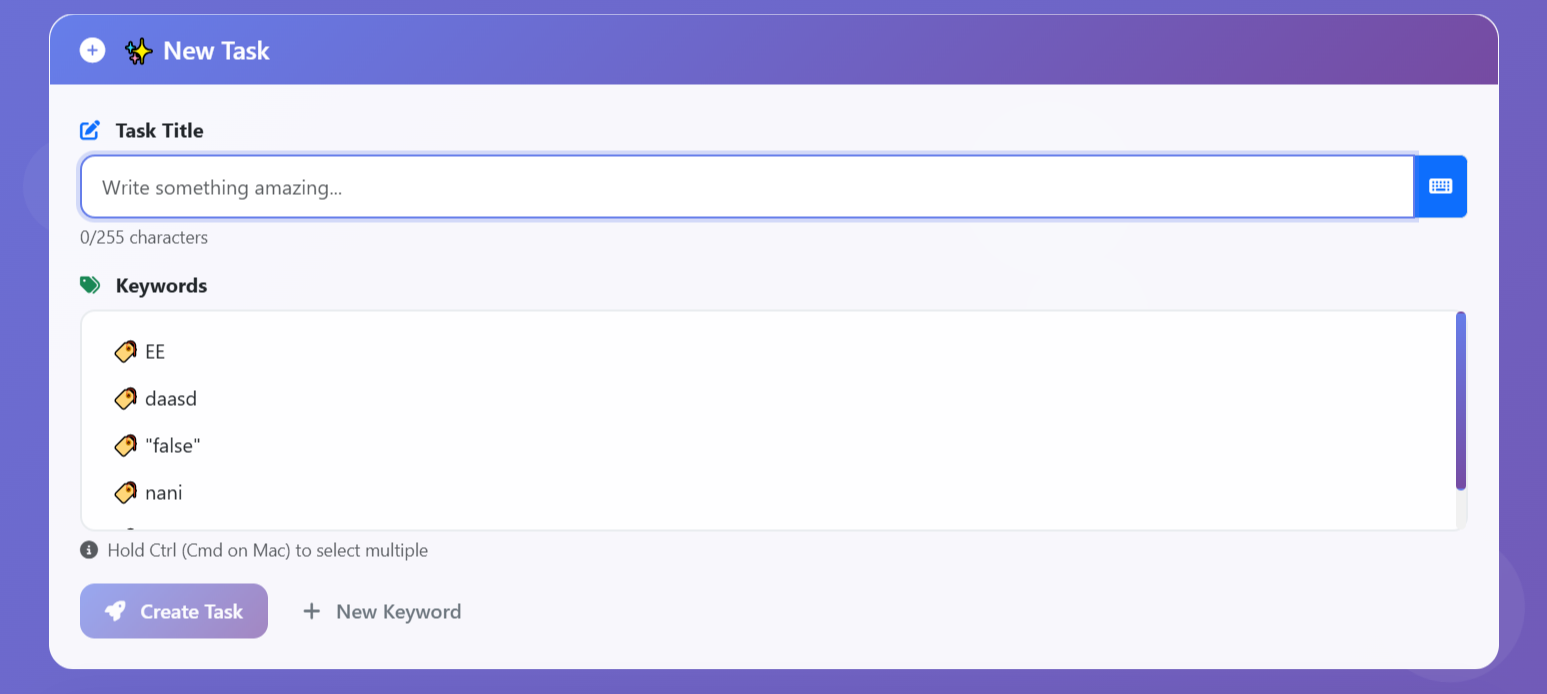 New Task
Task Title
Write something amazing...
0/255 characters
Keywords
EE
daasd
"false"
nani
Hold Ctrl (Cmd on Mac) to select multiple
Create Task
New Keyword